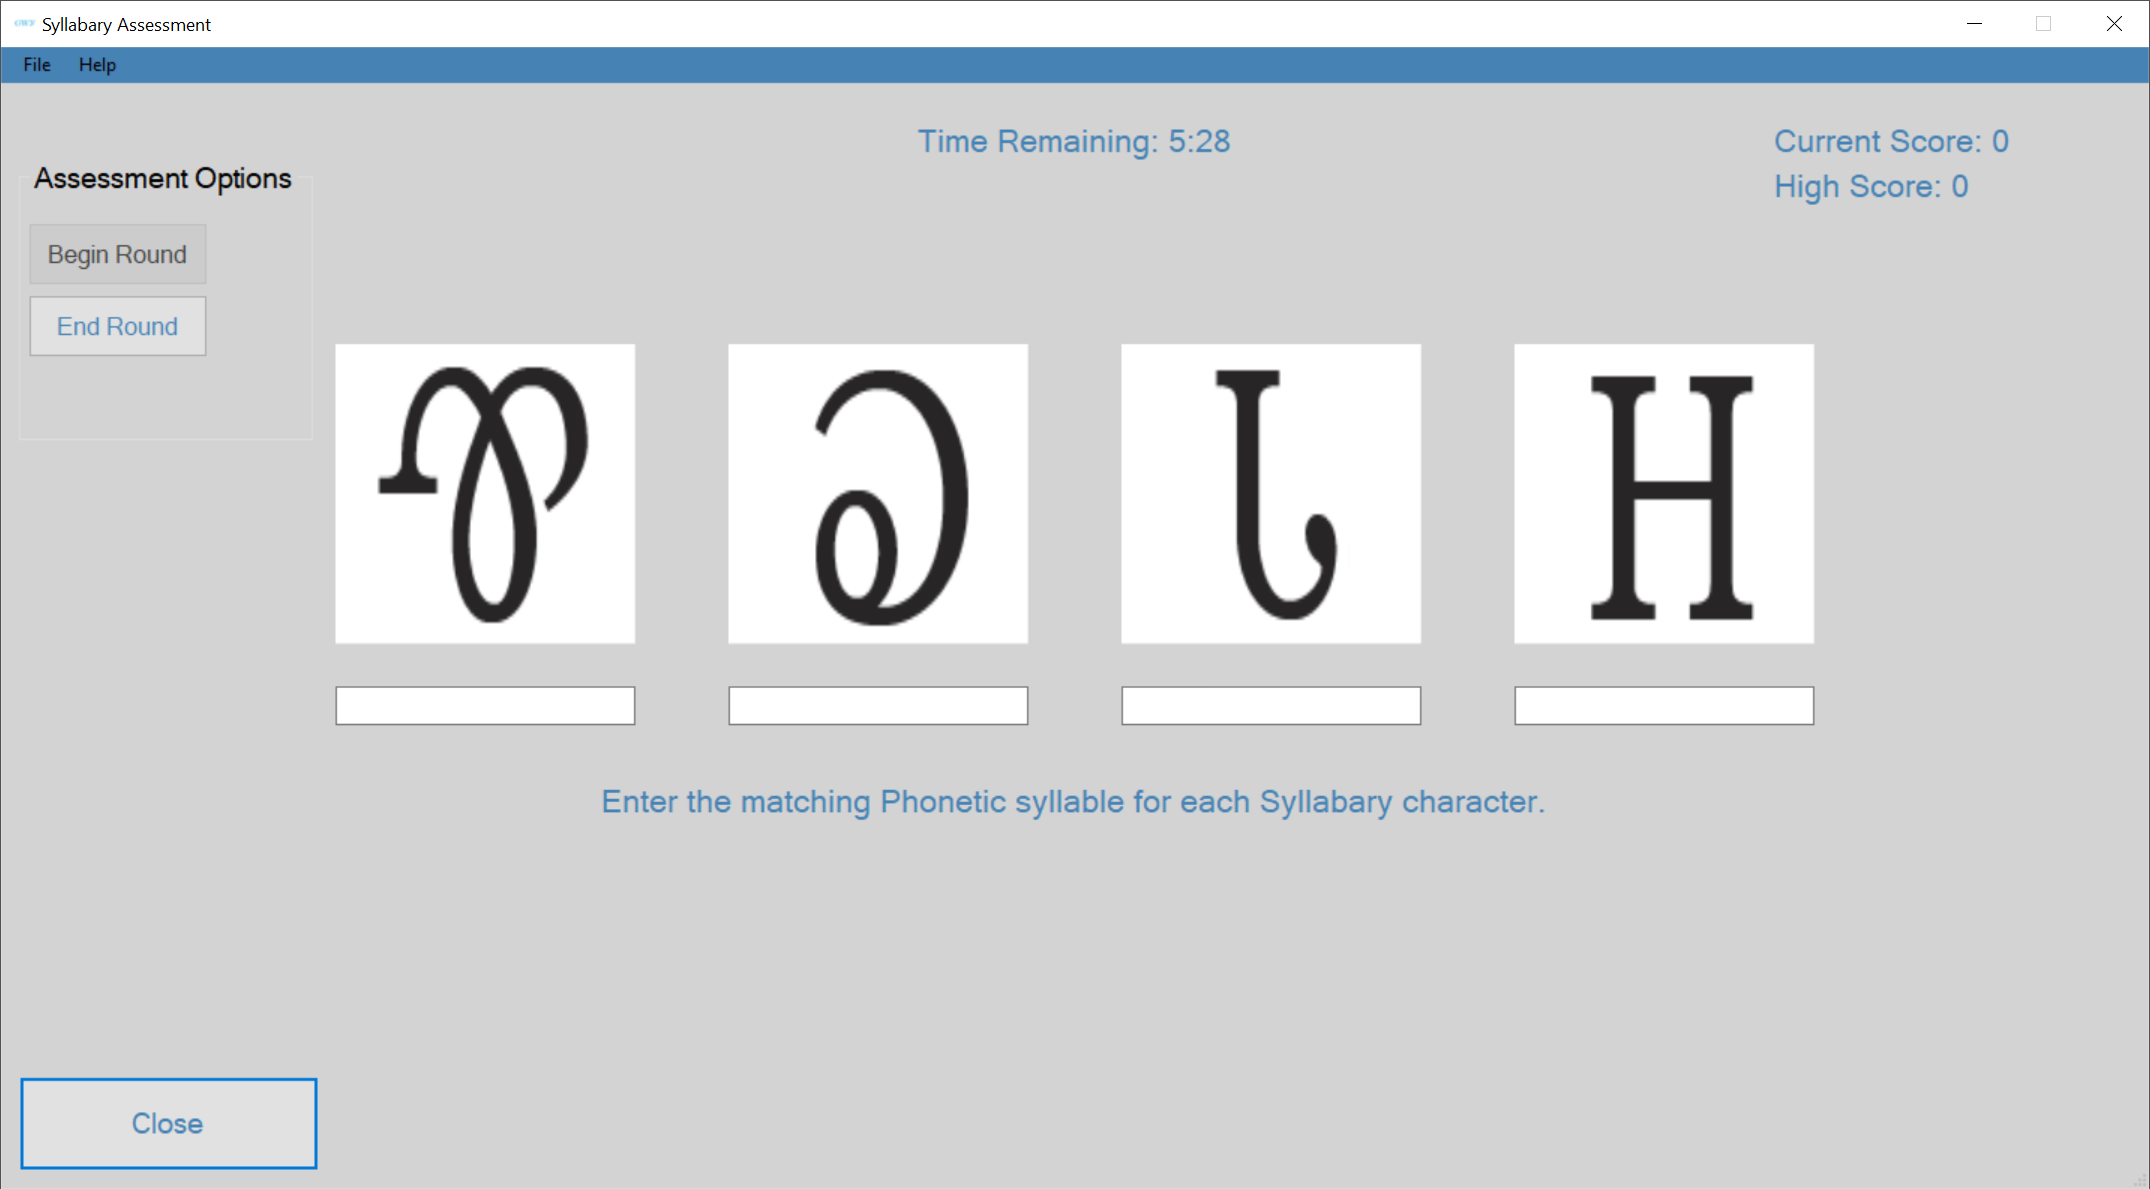 Syllabary Assessment
File Help
Time Remaining: 5:28
Current Score: 0
High Score: 0
Assessment Options
Begin Round
End Round
Ꮘ Ꮽ Ꮣ Ꮋ
Enter the matching Phonetic syllable for each Syllabary character.
Close